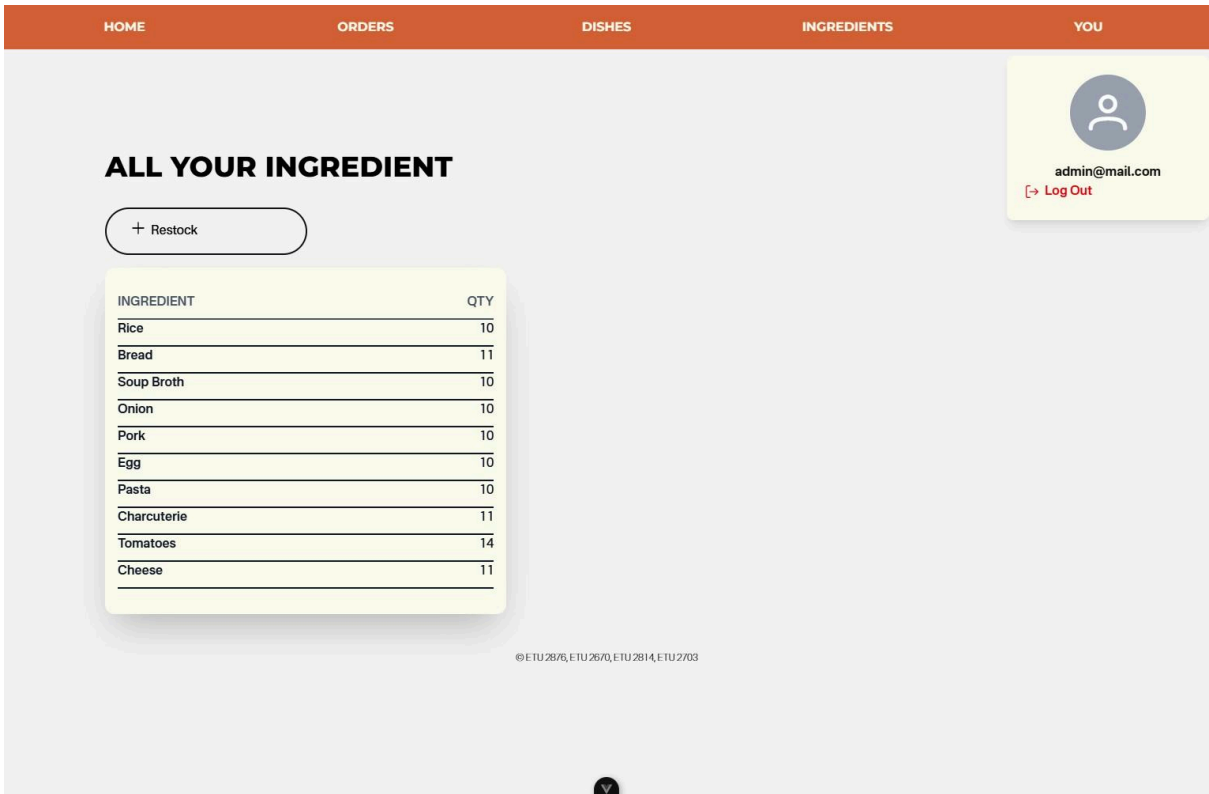 HOME ORDERS DISHES INGREDIENTS YOU
admin@mail.com
Log Out
ALL YOUR INGREDIENT
+ Restock
INGREDIENT QTY
Rice 10
Bread 11
Soup Broth 10
Onion 10
Pork 10
Egg 10
Pasta 10
Charcuterie 11
Tomatoes 14
Cheese 11
© ETU 2876, ETU 2670, ETU 2814, ETU 2703